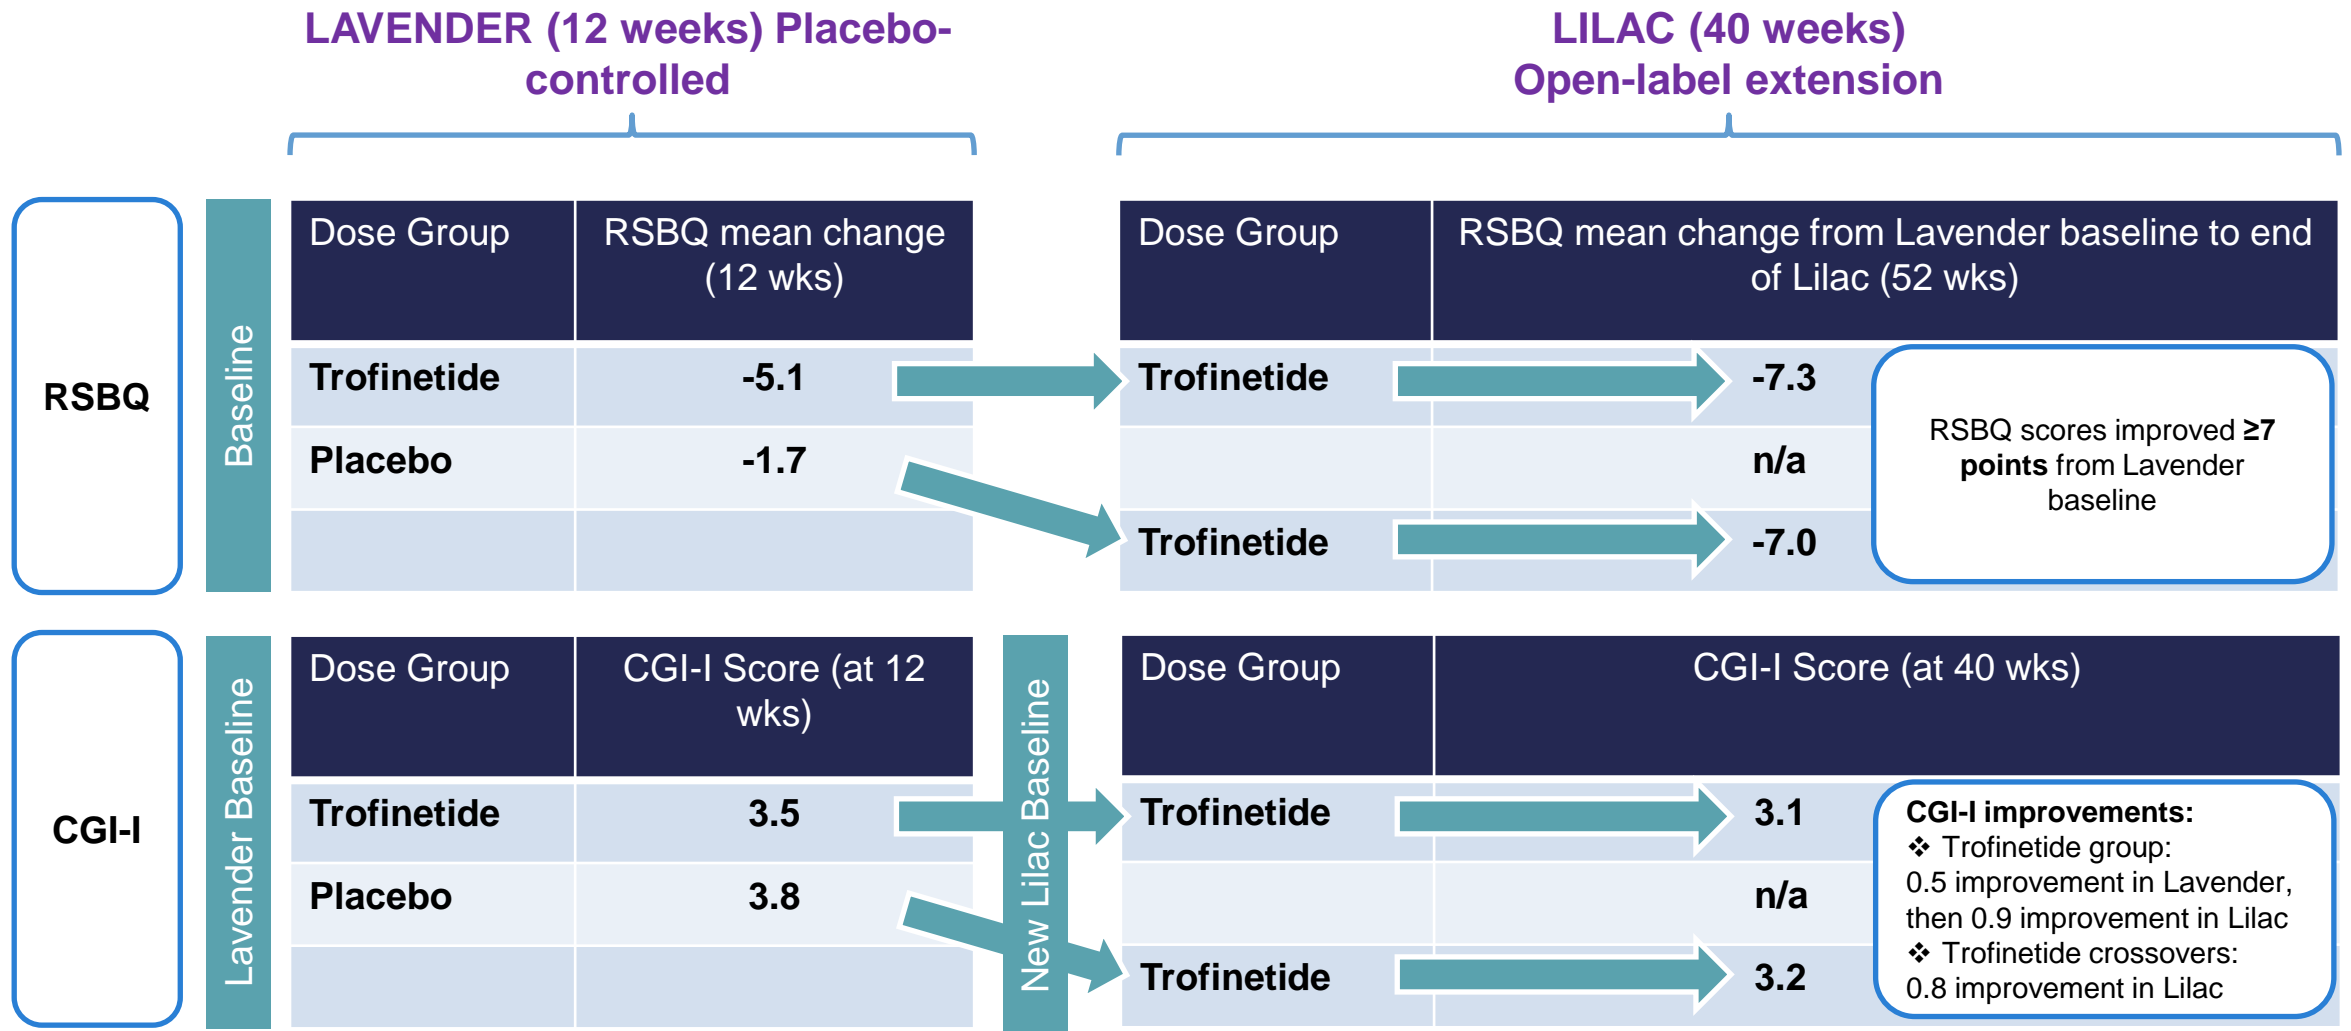 LAVENDER (12 weeks) Placebo-
controlled
LILAC (40 weeks)
Open-label extension
RSBQ
Baseline
Dose Group
RSBQ mean change
(12 wks)
Trofinetide
-5.1
Placebo
-1.7
Dose Group
RSBQ mean change from Lavender baseline to end
of Lilac (52 wks)
Trofinetide
-7.3
n/a
Trofinetide
-7.0
RSBQ scores improved ≥7
points from Lavender
baseline
CGI-I
Lavender Baseline
Dose Group
CGI-I Score (at 12
wks)
Trofinetide
3.5
Placebo
3.8
New Lilac Baseline
Dose Group
CGI-I Score (at 40 wks)
Trofinetide
3.1
n/a
Trofinetide
3.2
CGI-I improvements:
❖ Trofinetide group:
0.5 improvement in Lavender,
then 0.9 improvement in Lilac
❖ Trofinetide crossovers:
0.8 improvement in Lilac